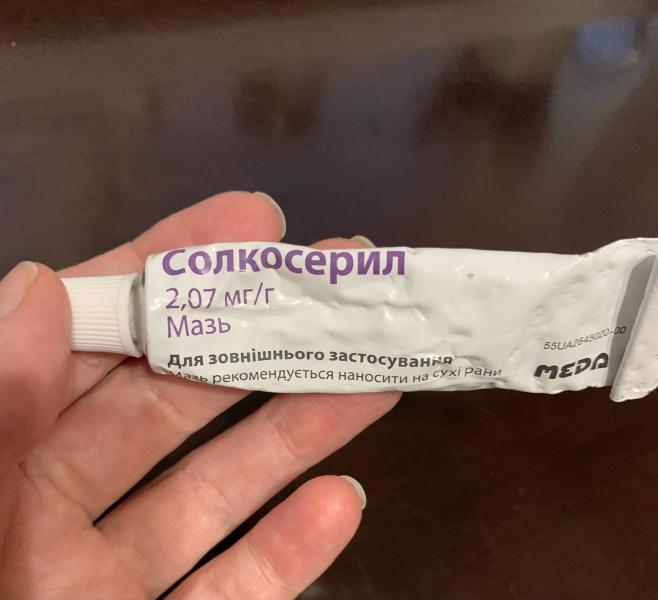 Солкосерил
2,07 мг/г
Мазь
Для зовнішнього застосування
Мазь рекомендується наносити на сухі рани
55UA2645020-00
MEDA